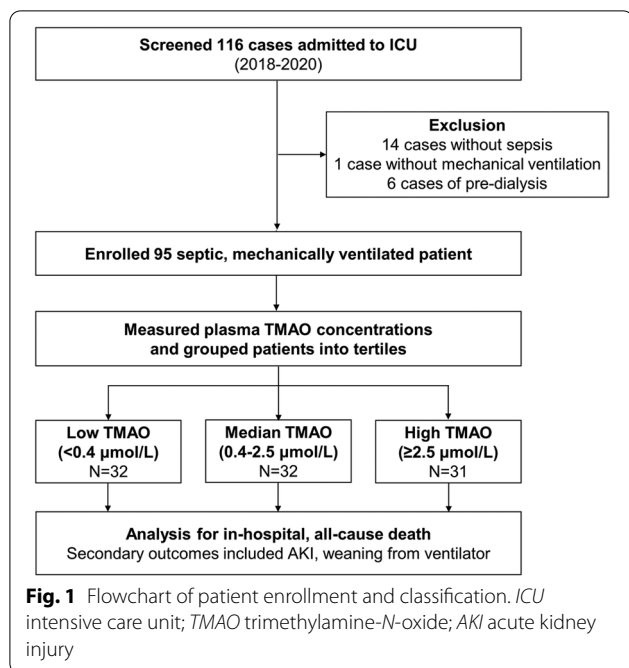 Screened 116 cases admitted to ICU
(2018-2020)
Exclusion
14 cases without sepsis
1 case without mechanical ventilation
6 cases of pre-dialysis
Enrolled 95 septic, mechanically ventilated patient
Measured plasma TMAO concentrations
and grouped patients into tertiles
Low TMAO
(<0.4 µmol/L)
N=32
Median TMAO
(0.4-2.5 µmol/L)
N=32
High TMAO
(≥2.5 µmol/L)
N=31
Analysis for in-hospital, all-cause death
Secondary outcomes included AKI, weaning from ventilator
Fig. 1 Flowchart of patient enrollment and classification. ICU
intensive care unit; TMAO trimethylamine-N-oxide; AKI acute kidney
injury